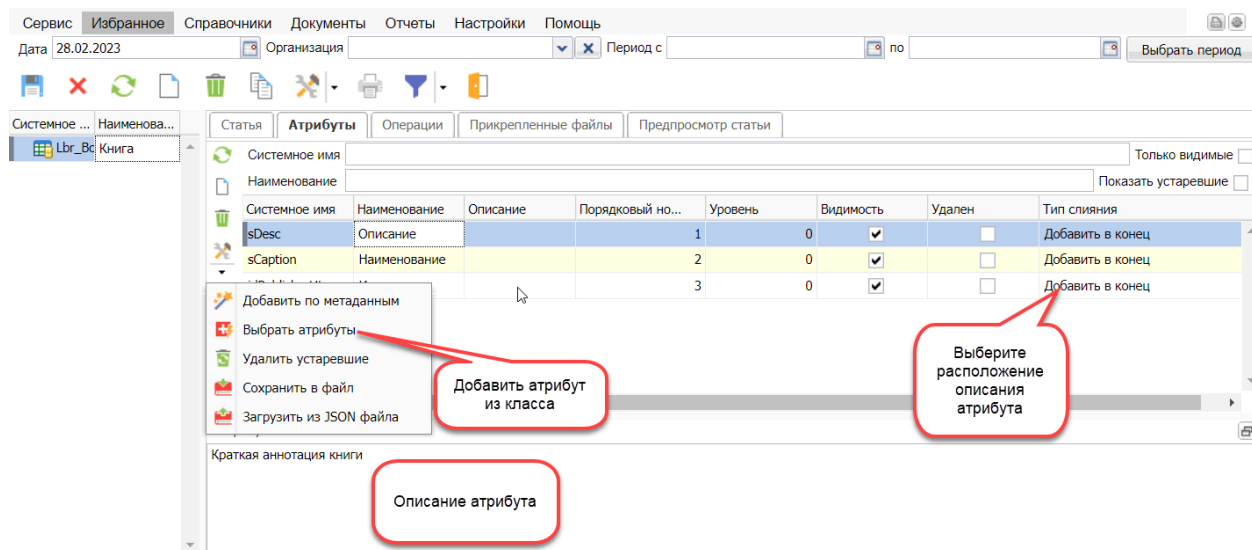 Сервис Избранное Справочники Документы Отчеты Настройки Помощь
Дата 28.02.2023 Организация Период с по Выбрать период
Системное ... Наименова...
Lbr_Bo Книга
Статья Атрибуты Операции Прикрепленные файлы Предпросмотр статьи
Системное имя Только видимые
Наименование Показать устаревшие
Системное имя Наименование Описание Порядковый но... Уровень Видимость Удален Тип слияния
sDesc Описание 1 0 Добавить в конец
sCaption Наименование 2 0 Добавить в конец
3 0 Добавить в конец
Добавить по метаданным
Выбрать атрибуты
Удалить устаревшие
Сохранить в файл
Загрузить из JSON файла
Добавить атрибут
из класса
Выберите
расположение
описания
атрибута
Краткая аннотация книги
Описание атрибута